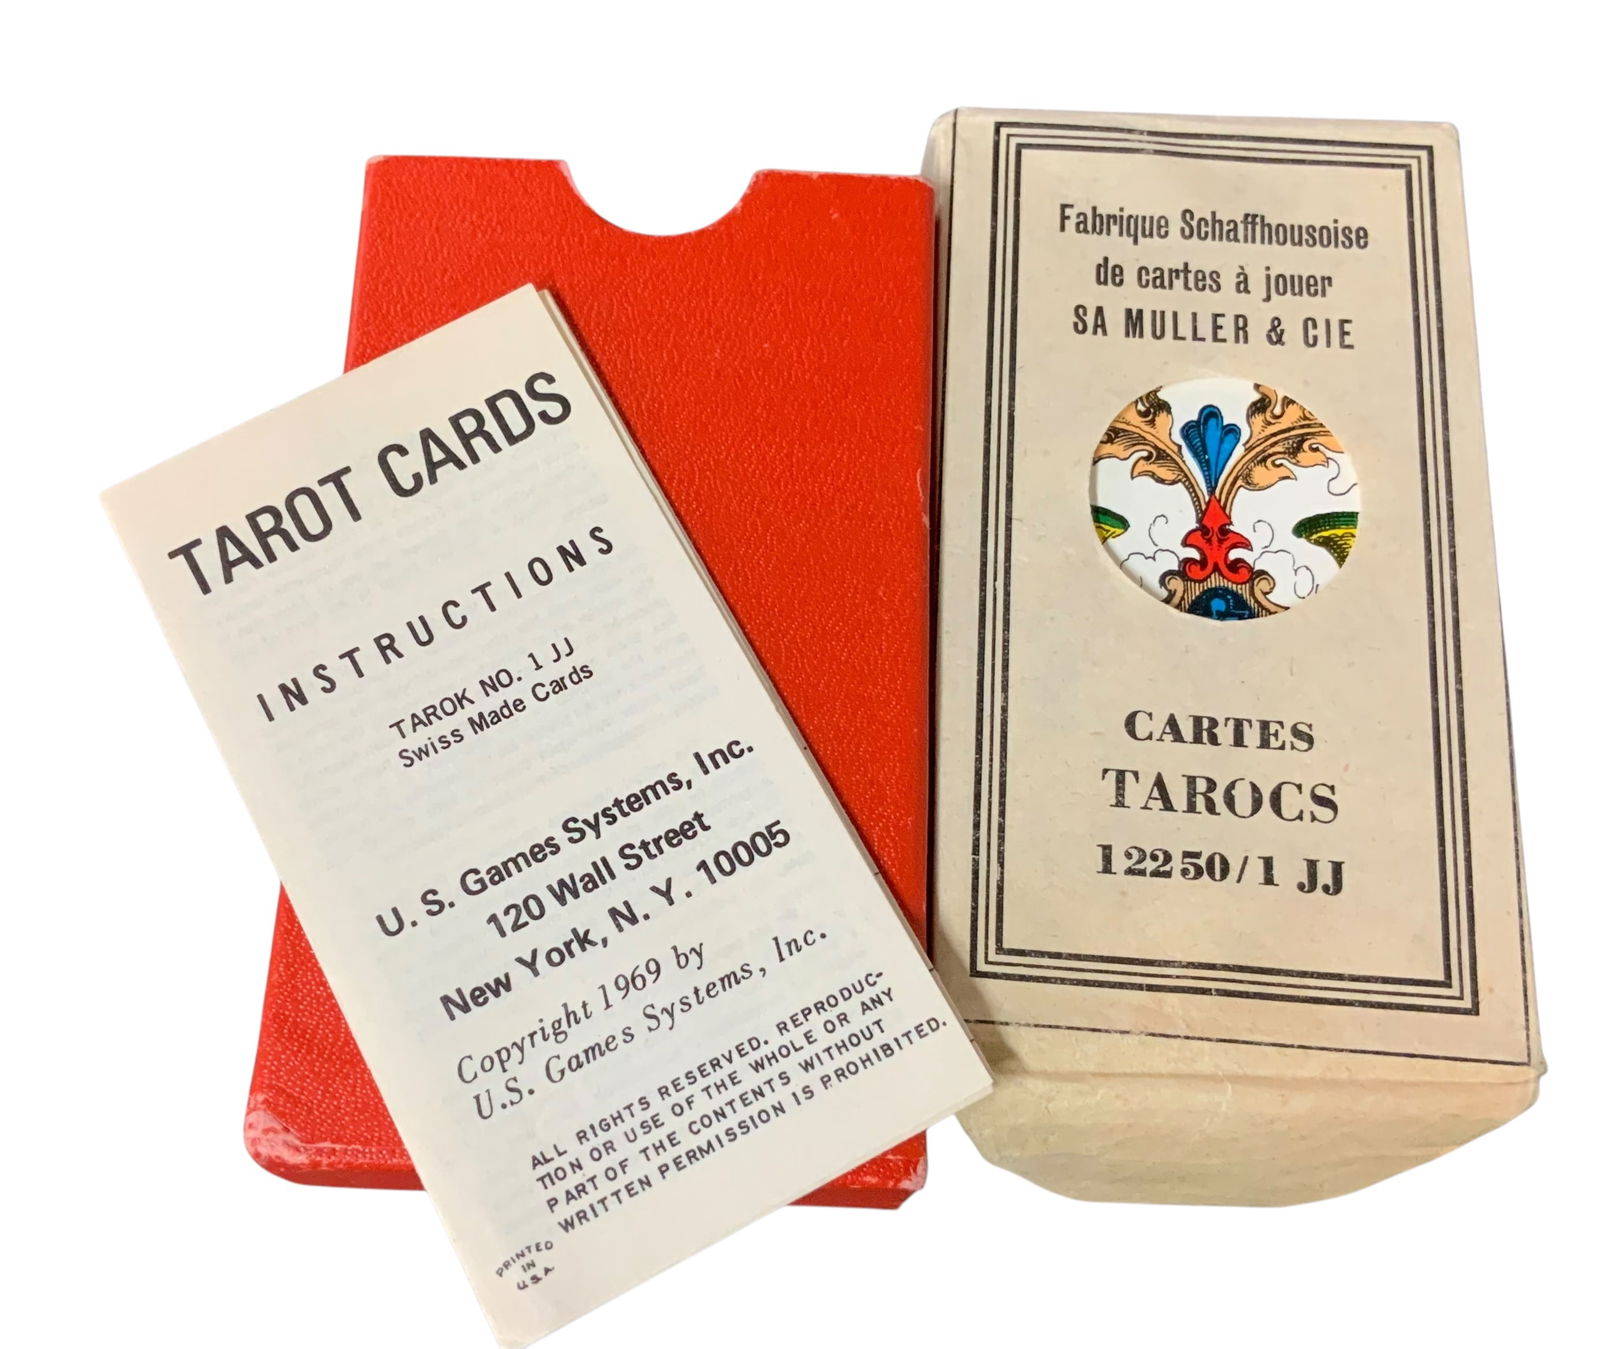 TAROT CARDS
INSTRUCTIONS
TAROK NO. 1 JJ
Swiss Made Cards
U. S. Games Systems, Inc.
120 Wall Street
New York, N. Y. 10005
Copyright 1969 by
U.S. Games Systems, Inc.
ALL RIGHTS RESERVED. REPRODUC-
TION OR USE OF THE WHOLE OR ANY
PART OF THE CONTENTS WITHOUT
WRITTEN PERMISSION IS PROHIBITED.
PRINTED
IN
U.S.A.
Fabrique Schaffhousoise
de cartes à jouer
SA MULLER & CIE
CARTES
TAROCS
12250/1 JJ